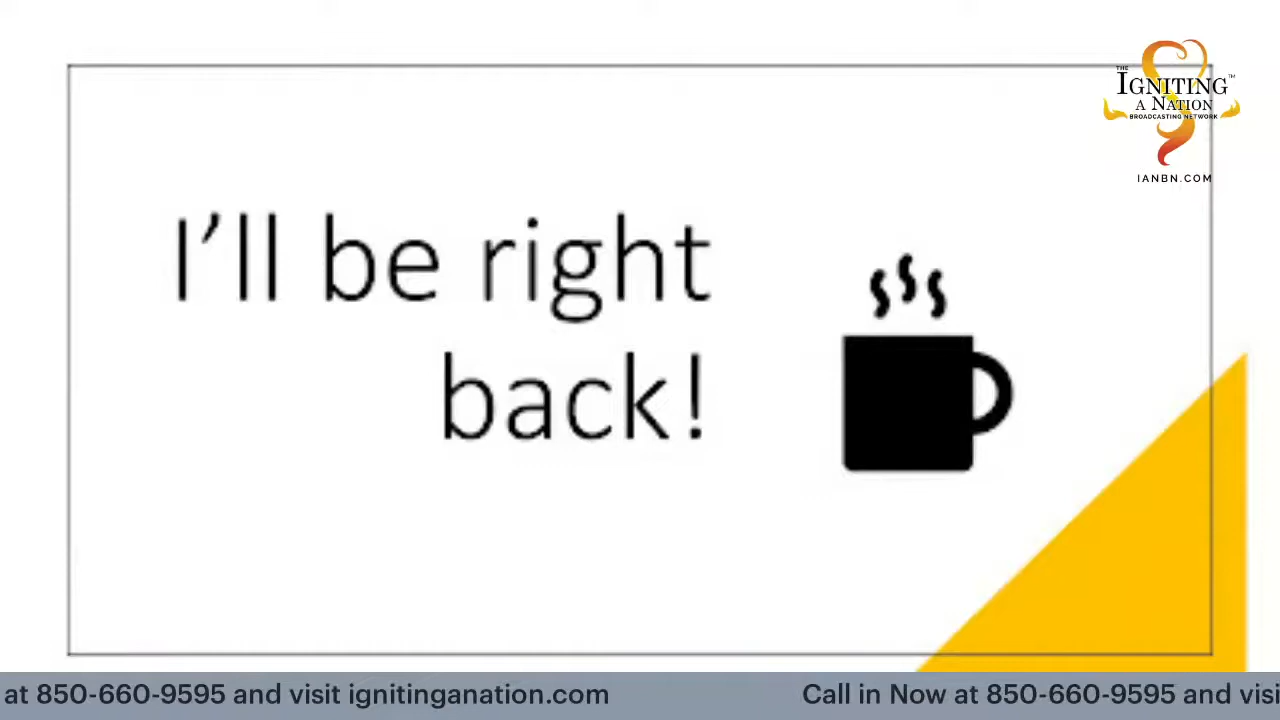 THE
IGNITING™
A NATION
BROADCASTING NETWORK
IANBN.COM
I'll be right
back!
at 850-660-9595 and visit ignitinganation.com
Call in Now at 850-660-9595 and visi